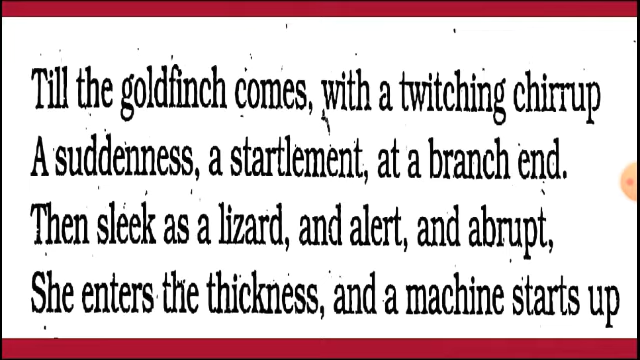 Till the goldfinch comes, with a twitching chirrup
A suddenness, a startlement, at a branch end.
Then sleek as a lizard, and alert, and abrupt,
She enters the thickness, and a machine starts up